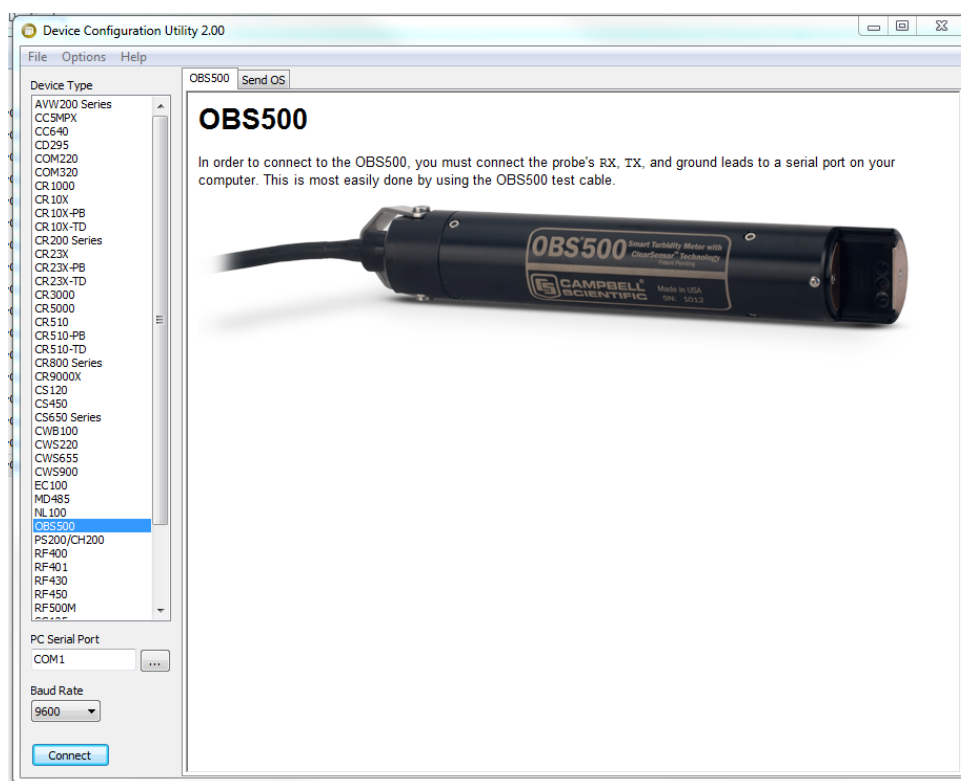 Device Configuration Utility 2.00
File Options Help
Device Type
AVW200 Series
CC5MPX
CC640
CD295
COM220
COM320
CR1000
CR10X
CR10X-PB
CR10X-TD
CR200 Series
CR23X
CR23X-PB
CR23X-TD
CR3000
CR5000
CR510
CR510-PB
CR510-TD
CR800 Series
CR9000X
CS120
CS450
CS650 Series
CWB100
CWS220
CWS655
CWS900
EC100
MD485
NL100
OBS500
PS200/CH200
RF400
RF401
RF430
RF450
RF500M
PC Serial Port
COM1
...
Baud Rate
9600
Connect
OBS500 Send OS
OBS500
In order to connect to the OBS500, you must connect the probe's RX, TX, and ground leads to a serial port on your
computer. This is most easily done by using the OBS500 test cable.
OBS500 Smart Turbidity Meter with
ClearSensor™ Technology
Patent Pending
CAMPBELL Made in USA
SCIENTIFIC SN: 1012